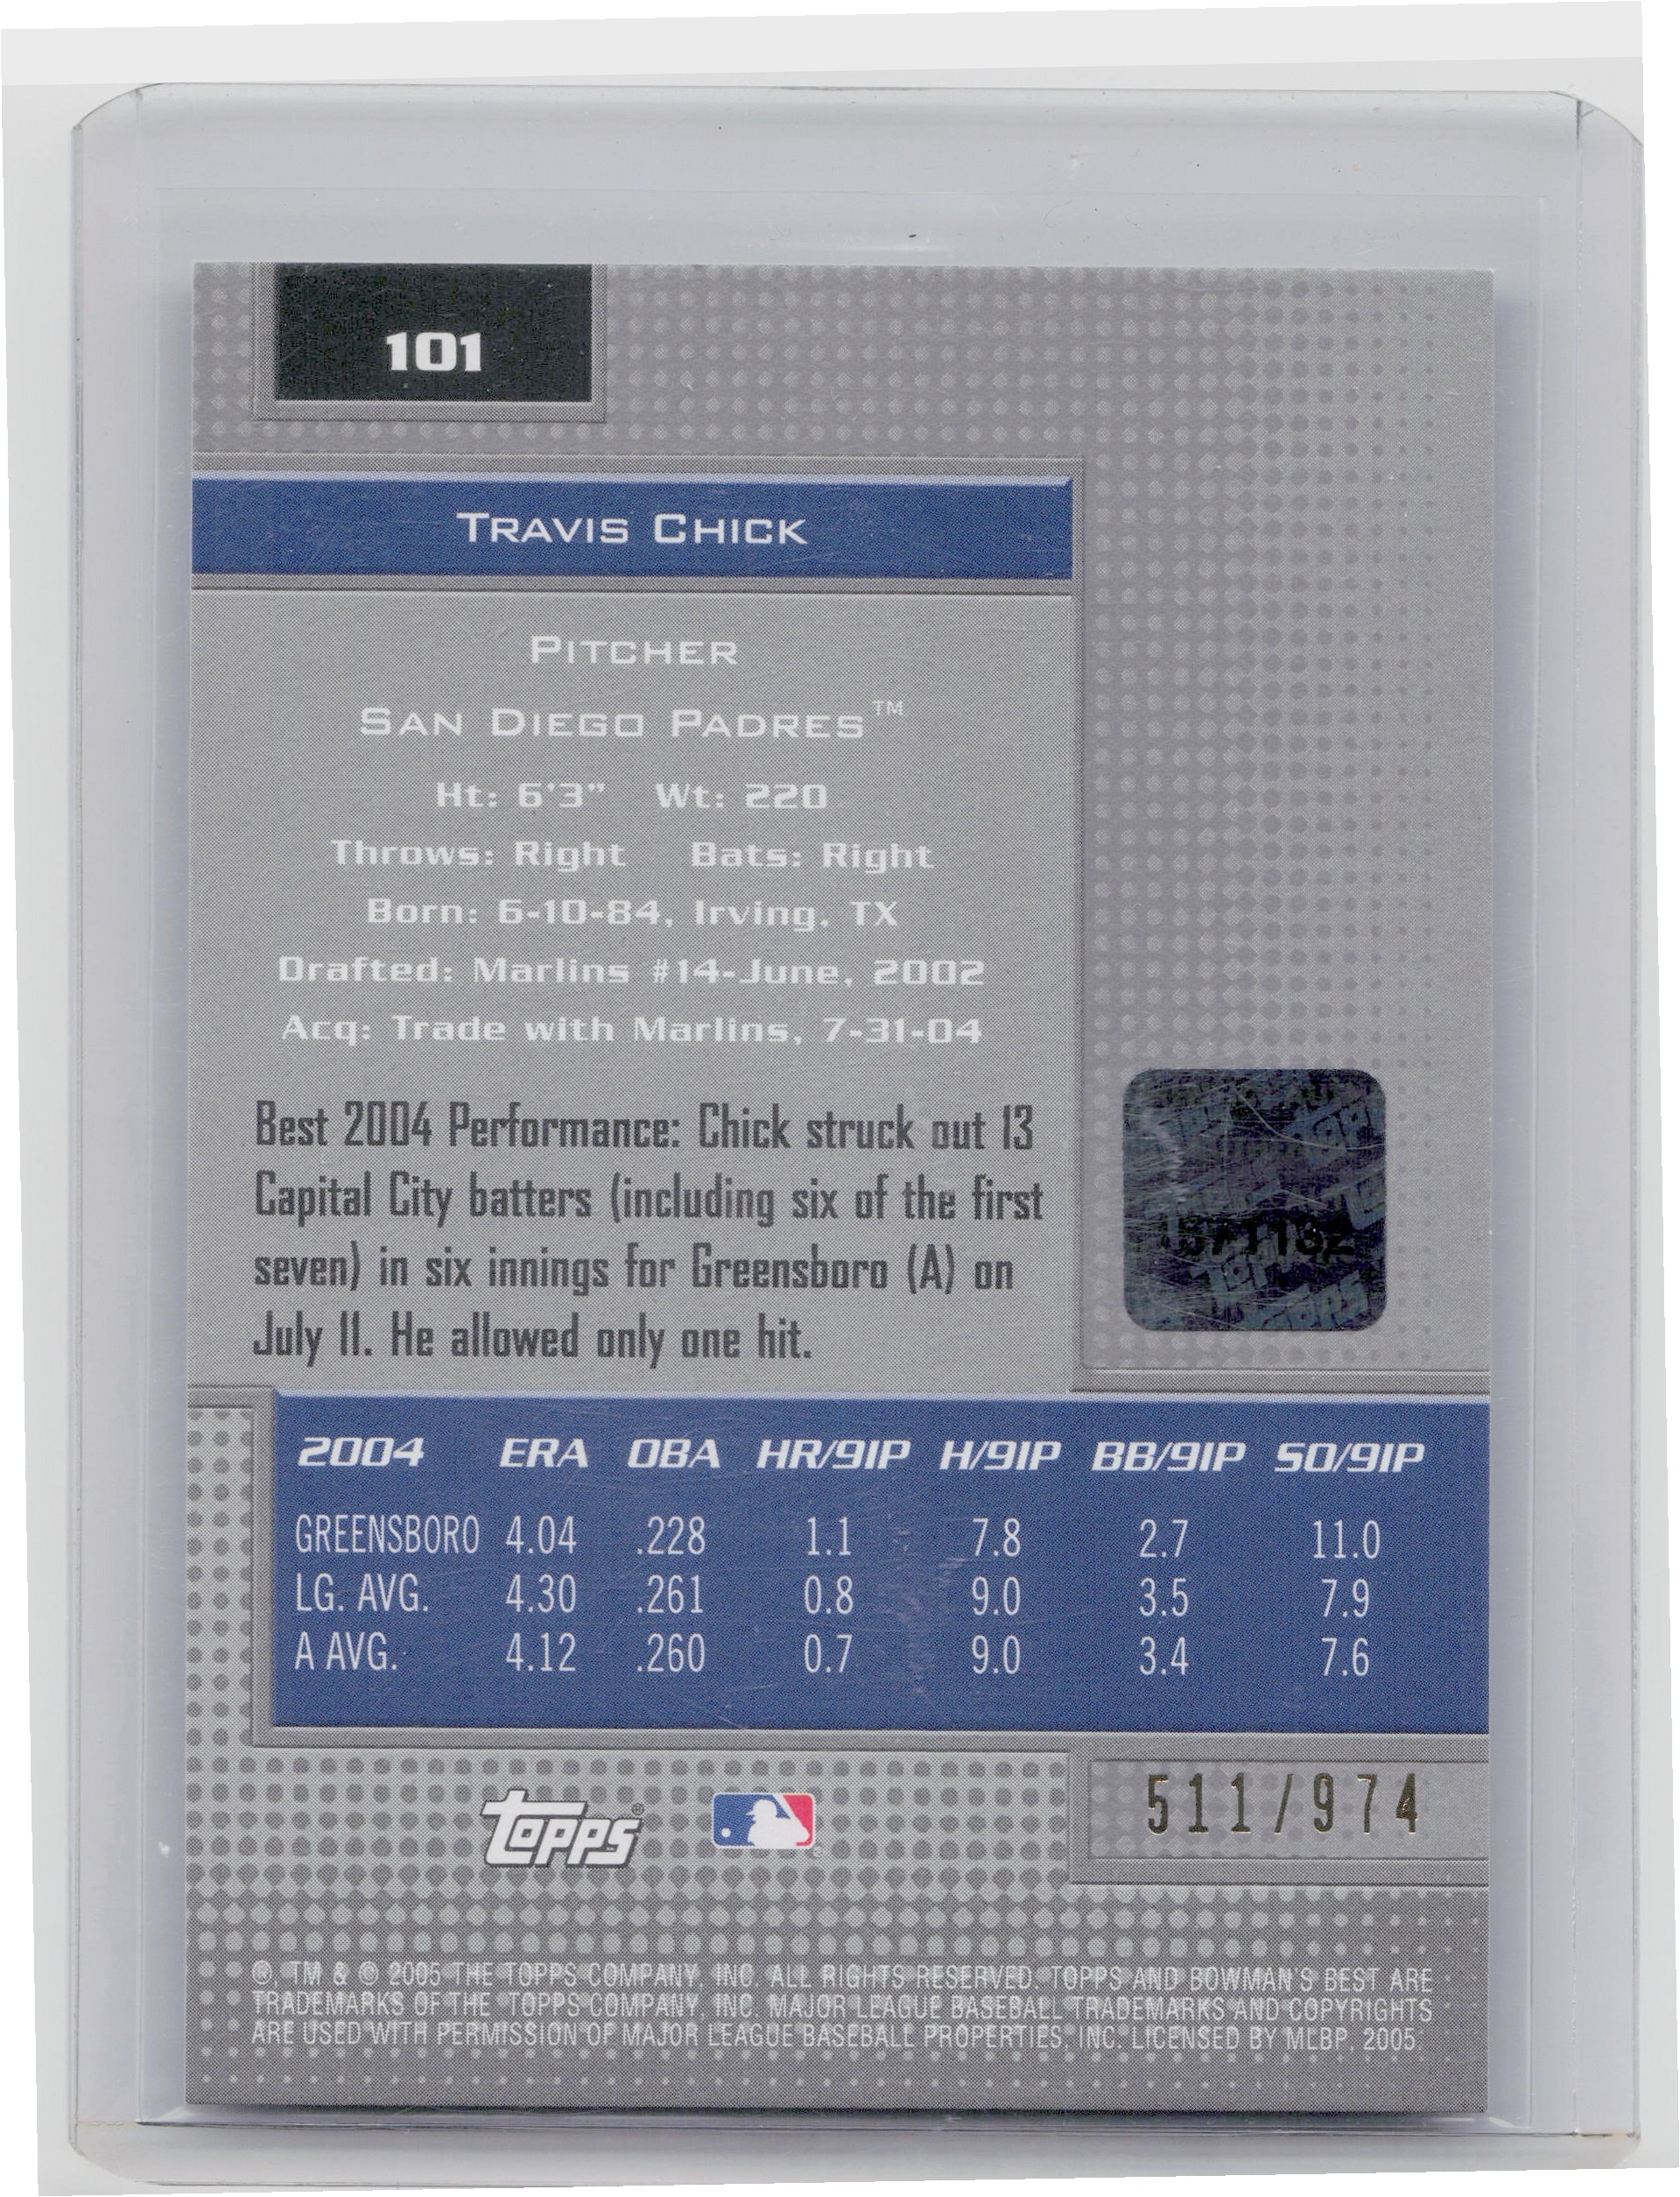 101
TRAVIS CHICK
PITCHER
SAN DIEGO PADRES™
Ht: 6'3" Wt: 220
Throws: Right Bats: Right
Born: 6-10-84, Irving, TX
Drafted: Marlins #14-June, 2002
Acq: Trade with Marlins, 7-31-04
Best 2004 Performance: Chick struck out 13
Capital City batters (including six of the first
seven) in six innings for Greensboro (A) on
July 11. He allowed only one hit.
2004 ERA OBA HR/9IP H/9IP BB/9IP SO/9IP
GREENSBORO 4.04 .228 1.1 7.8 2.7 11.0
LG. AVG. 4.30 .261 0.8 9.0 3.5 7.9
A AVG. 4.12 .260 0.7 9.0 3.4 7.6
topps®
511/974
®, TM & © 2005 THE TOPPS COMPANY, INC. ALL RIGHTS RESERVED. TOPPS AND BOWMAN'S BEST ARE
TRADEMARKS OF THE TOPPS COMPANY, INC. MAJOR LEAGUE BASEBALL TRADEMARKS AND COPYRIGHTS
ARE USED WITH PERMISSION OF MAJOR LEAGUE BASEBALL PROPERTIES, INC. LICENSED BY MLBP, 2005.